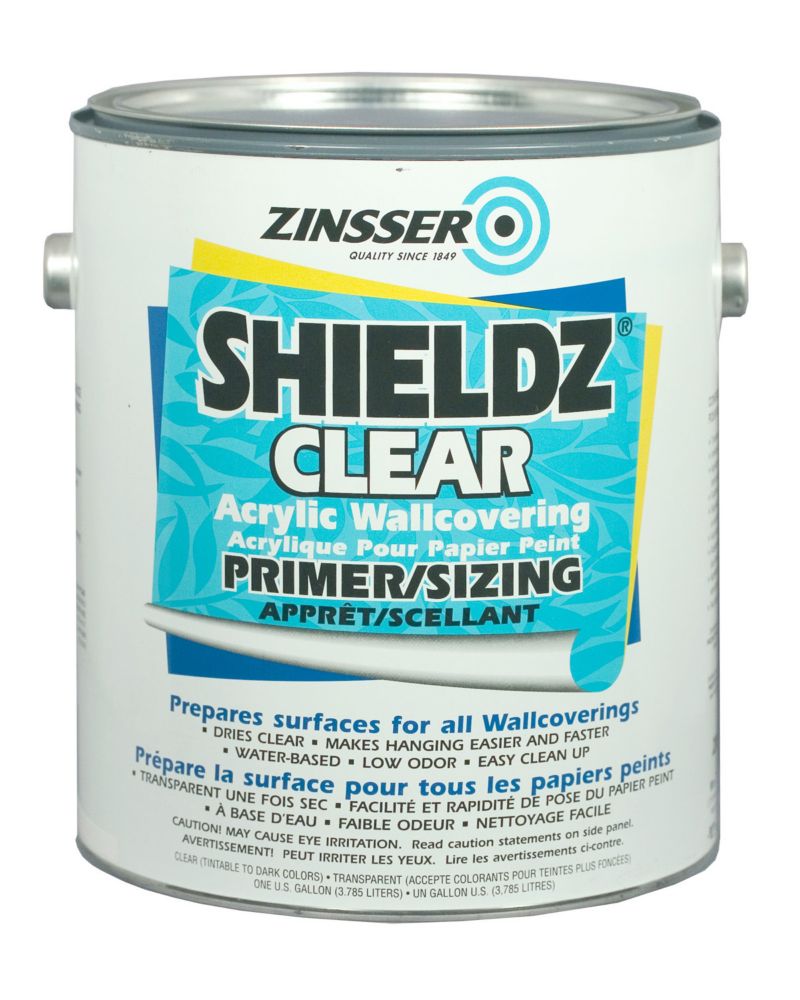 ZINSSER
QUALITY SINCE 1849
SHIELDZ®
CLEAR
Acrylic Wallcovering
Acrylique Pour Papier Peint
PRIMER/SIZING
APPRÊT/SCELLANT
Prepares surfaces for all Wallcoverings
▪ DRIES CLEAR ▪ MAKES HANGING EASIER AND FASTER
▪ WATER-BASED ▪ LOW ODOR ▪ EASY CLEAN UP
Prépare la surface pour tous les papiers peints
▪ TRANSPARENT UNE FOIS SEC ▪ FACILITÉ ET RAPIDITÉ DE POSE DU PAPIER PEINT
▪ À BASE D'EAU ▪ FAIBLE ODEUR ▪ NETTOYAGE FACILE
CAUTION! MAY CAUSE EYE IRRITATION. Read caution statements on side panel.
AVERTISSEMENT! PEUT IRRITER LES YEUX. Lire les avertissements ci-contre.
CLEAR (TINTABLE TO DARK COLORS) • TRANSPARENT (ACCEPTE COLORANTS POUR TEINTES PLUS FONCÉES)
ONE U.S. GALLON (3.785 LITERS) • UN GALLON U.S. (3,785 LITRES)